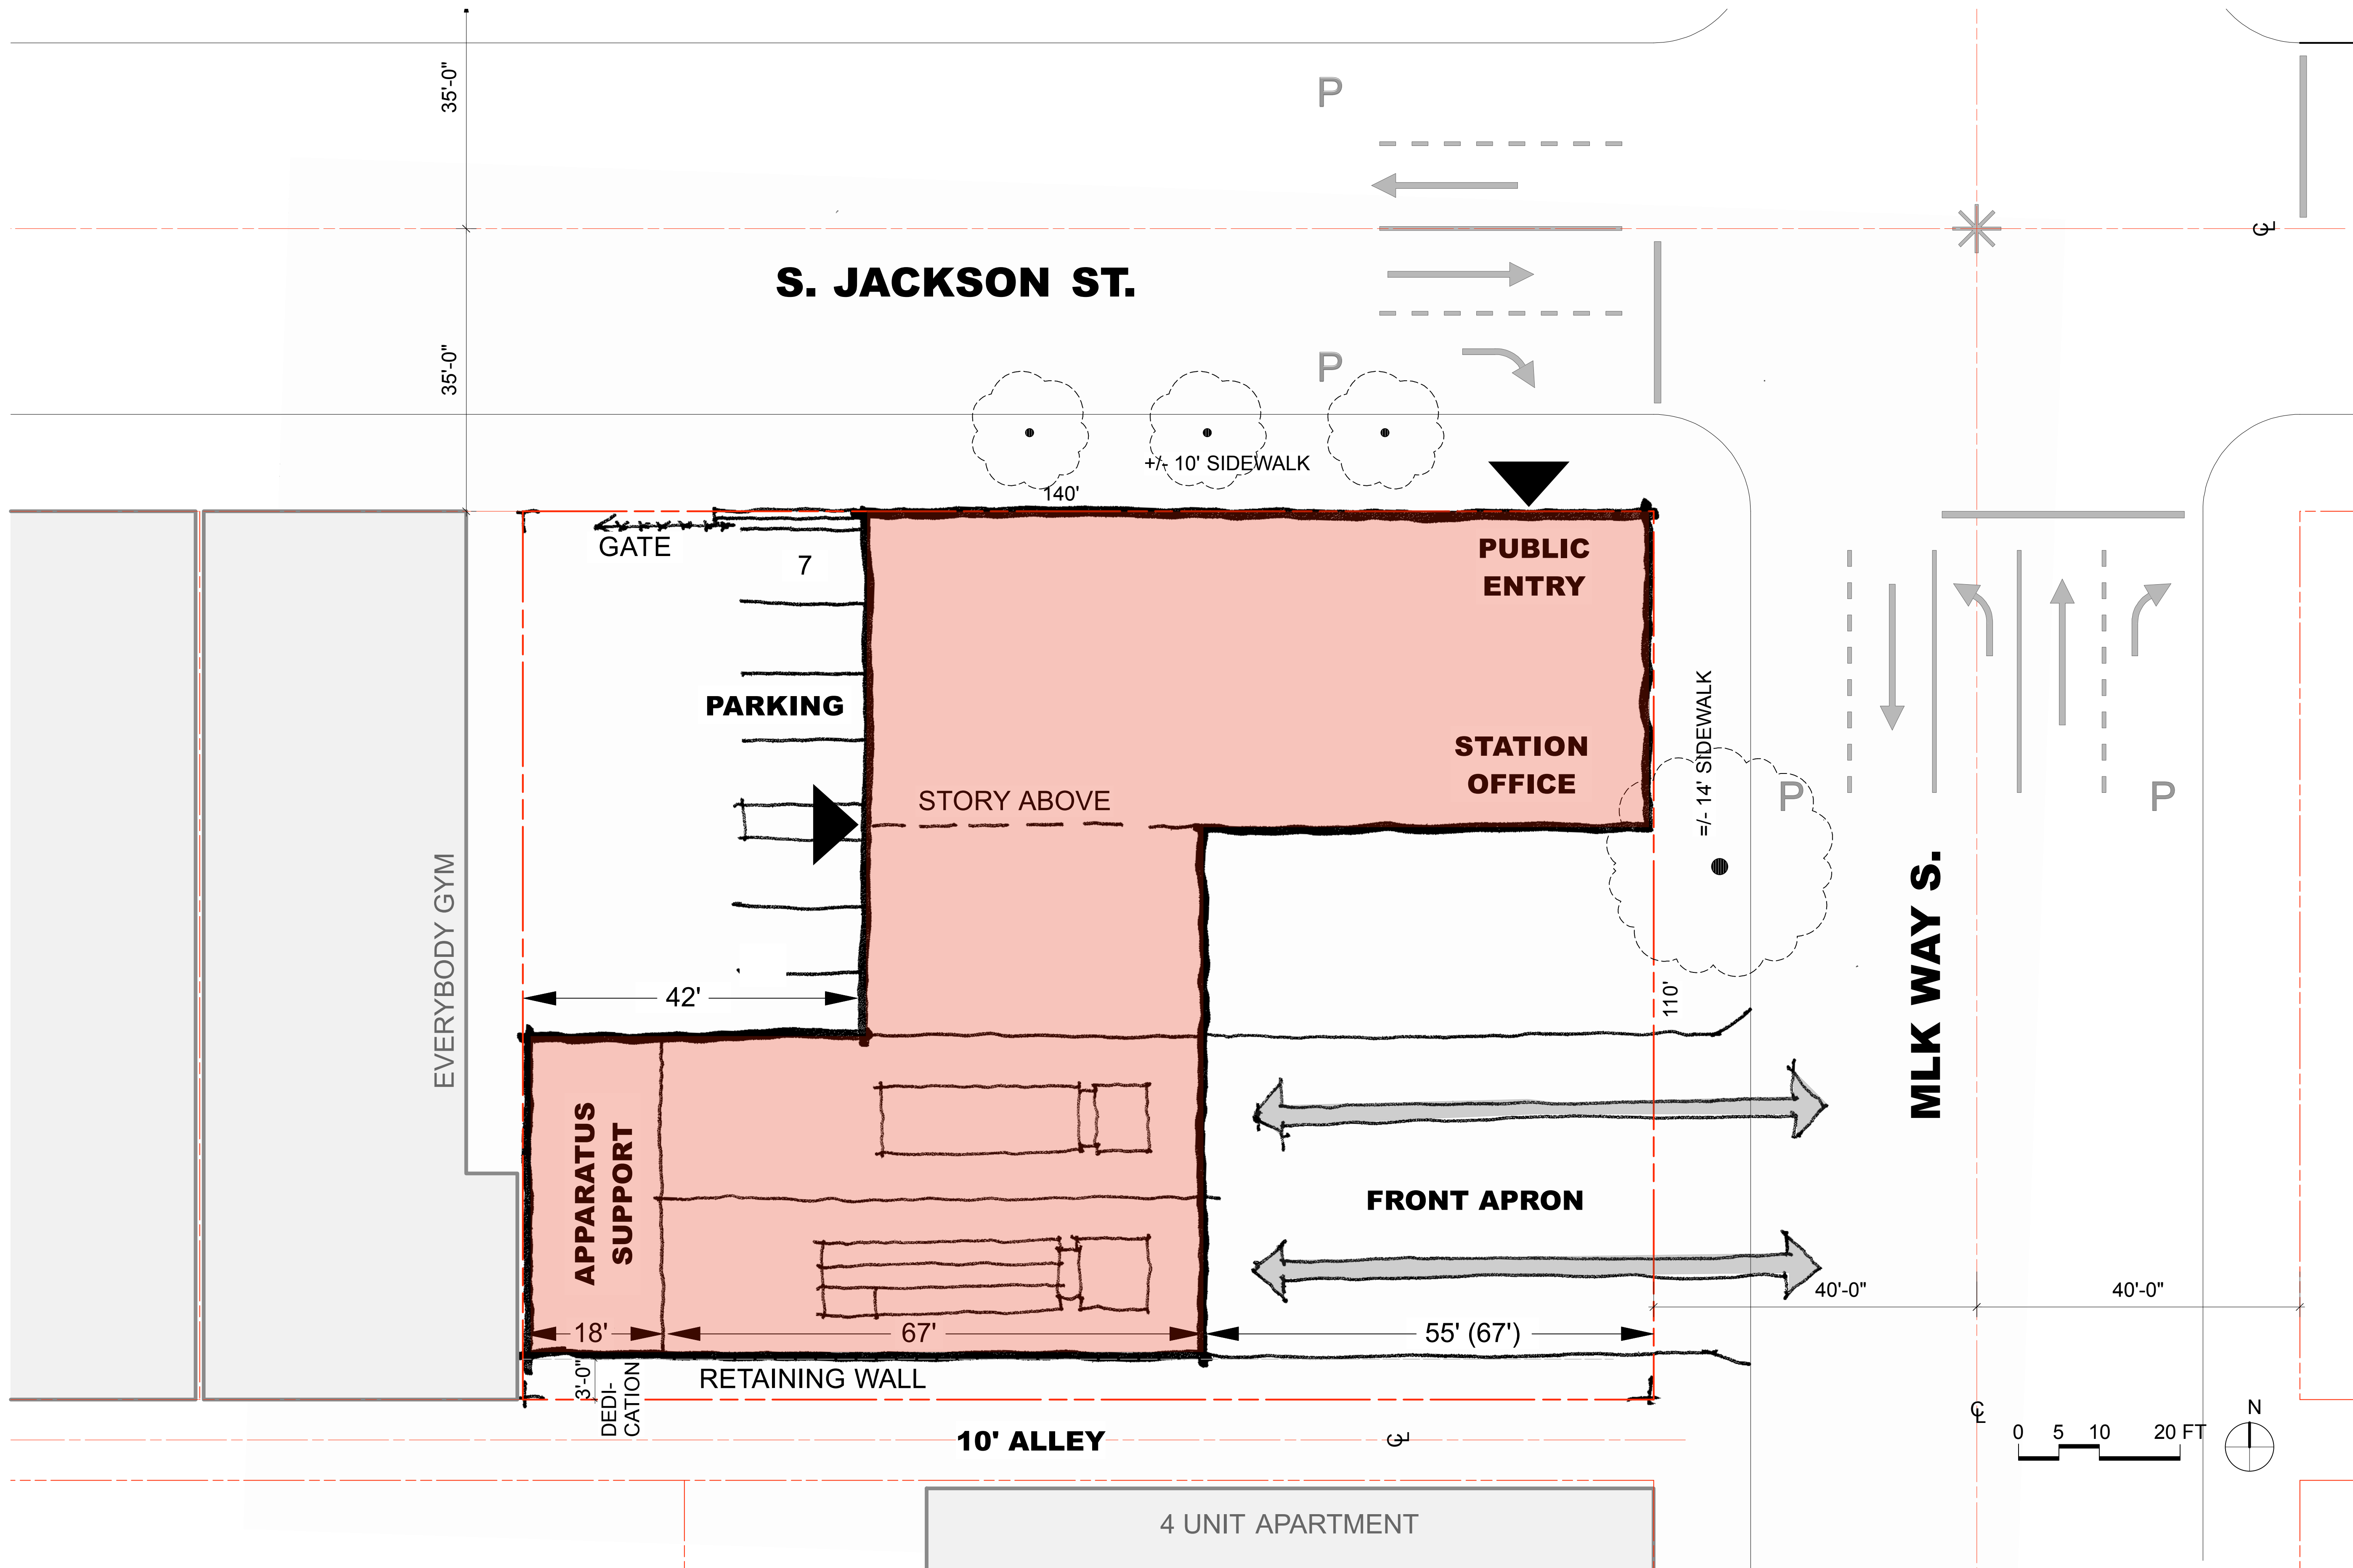 35'-0"
P
S. JACKSON ST.
℄
35'-0"
P
+/- 10' SIDEWALK
140'
GATE
7
PUBLIC
ENTRY
PARKING
STATION
OFFICE
STORY ABOVE
=/- 14' SIDEWALK
P
P
EVERYBODY GYM
MLK WAY S.
42'
110'
APPARATUS
SUPPORT
FRONT APRON
40'-0"
40'-0"
18'
67'
55' (67')
3'-0"
DEDI-
CATION
RETAINING WALL
10' ALLEY
℄
℄
0 5 10 20 FT
N
4 UNIT APARTMENT